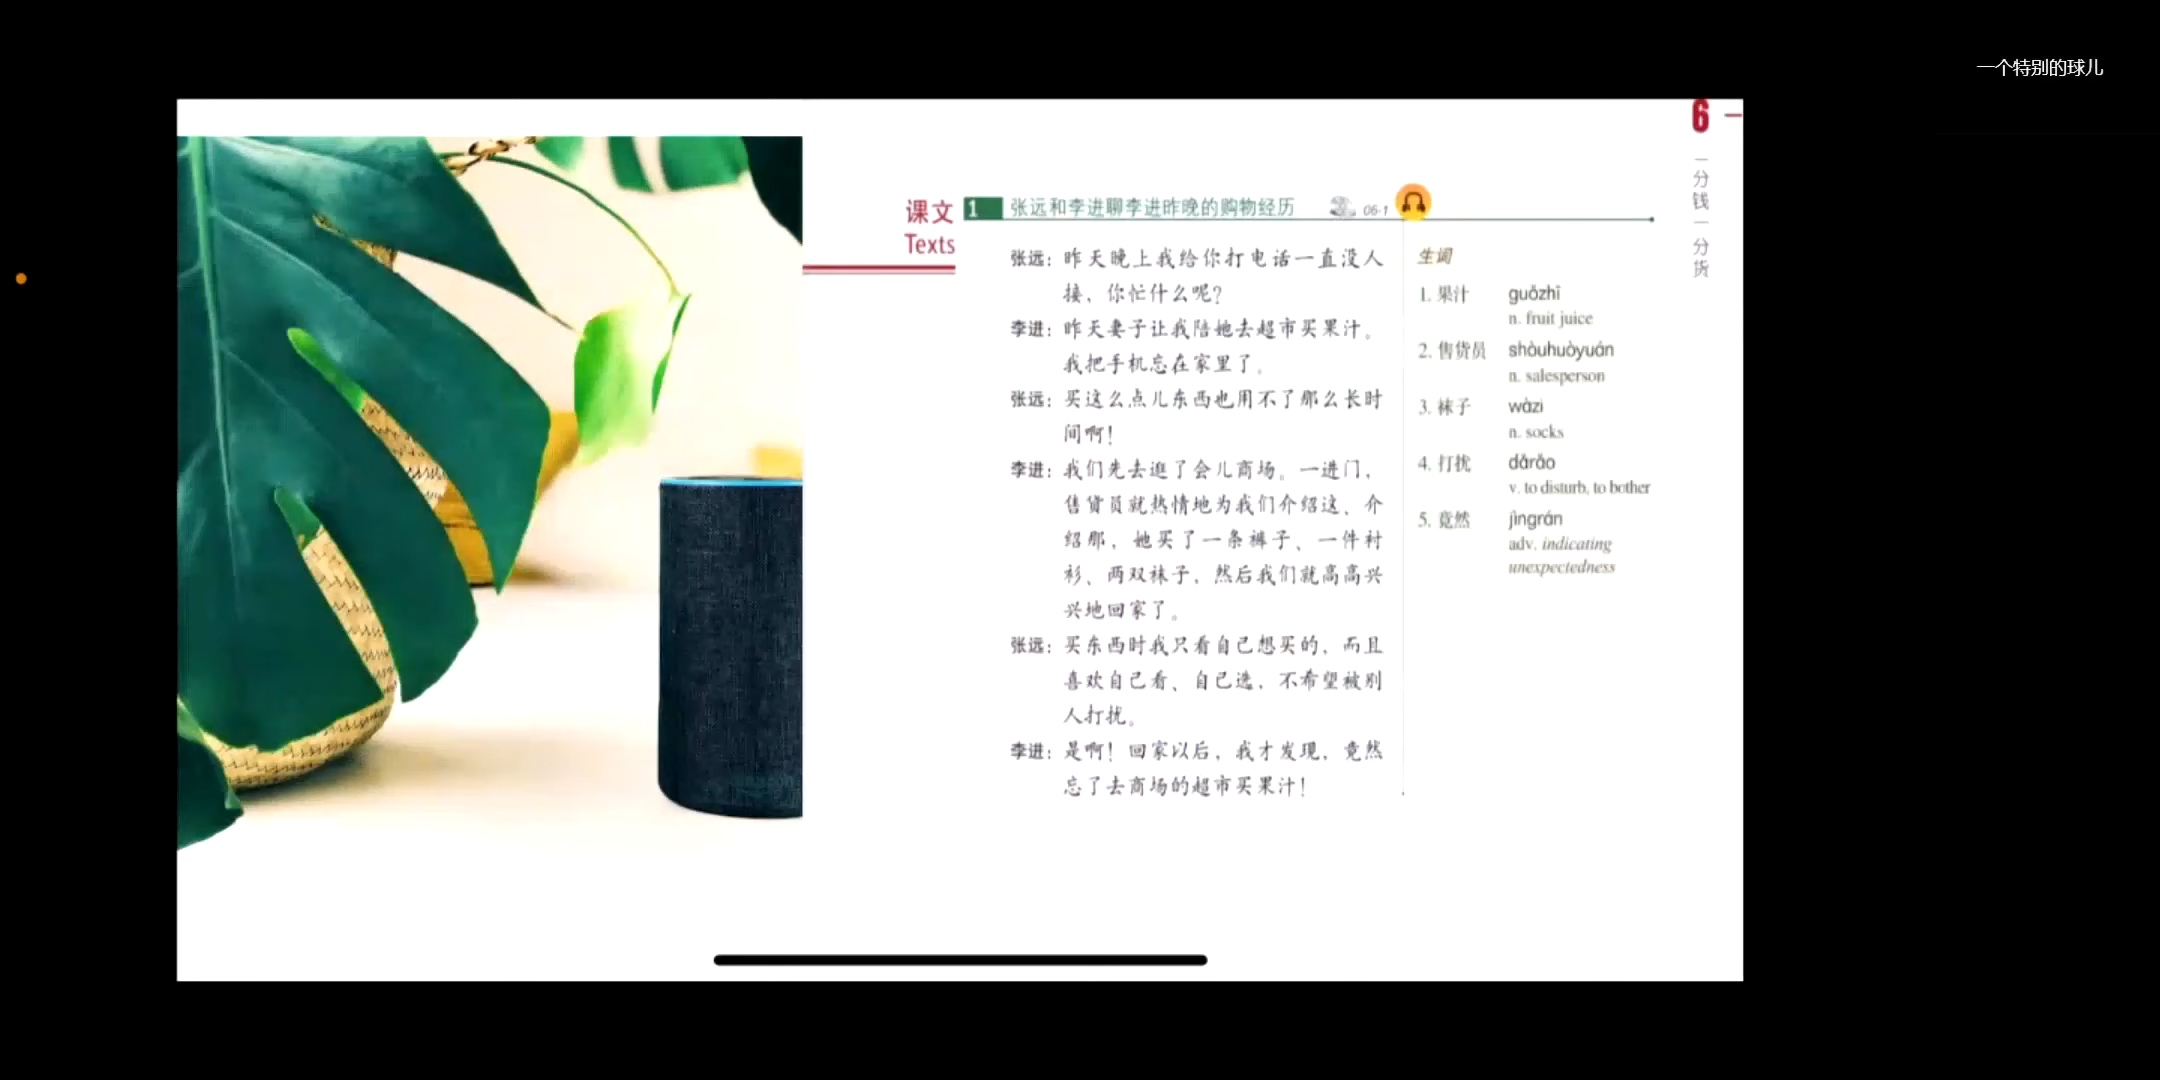 一个特别的球儿
6
一分钱一分货
课文
Texts
1 张远和李进聊李进昨晚的购物经历 06-1
张远：昨天晚上我给你打电话一直没人
接，你忙什么呢？
李进：昨天妻子让我陪她去超市买果汁。
我把手机忘在家里了。
张远：买这么点儿东西也用不了那么长时
间啊！
李进：我们先去逛了会儿商场。一进门，
售货员就热情地为我们介绍这、介
绍那，她买了一条裤子、一件衬
衫、两双袜子，然后我们就高高兴
兴地回家了。
张远：买东西时我只看自己想买的，而且
喜欢自己看、自己选，不希望被别
人打扰。
李进：是啊！回家以后，我才发现，竟然
忘了去商场的超市买果汁！
生词
1. 果汁 guǒzhī
n. fruit juice
2. 售货员 shòuhuòyuán
n. salesperson
3. 袜子 wàzi
n. socks
4. 打扰 dǎrǎo
v. to disturb, to bother
5. 竟然 jìngrán
adv. indicating
unexpectedness